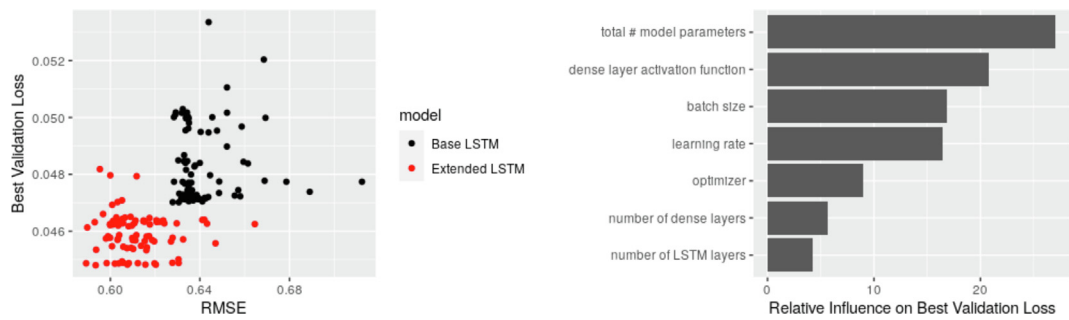 Best Validation Loss
0.052
0.050
0.048
0.046
0.60
0.64
0.68
RMSE
model
Base LSTM
Extended LSTM
total # model parameters
dense layer activation function
batch size
learning rate
optimizer
number of dense layers
number of LSTM layers
0
10
20
Relative Influence on Best Validation Loss